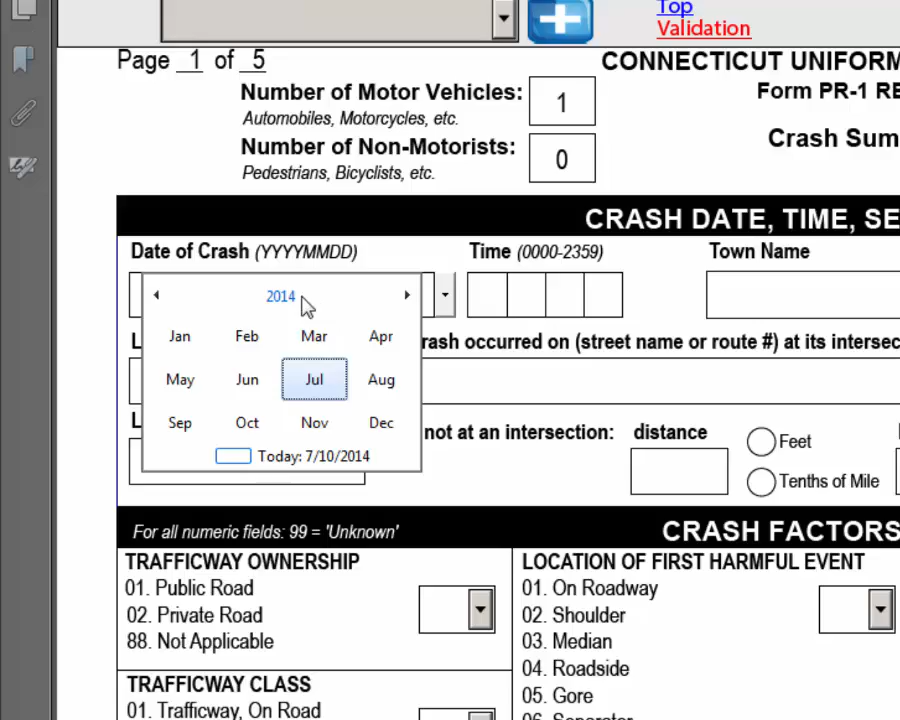 Top
Validation
Page 1 of 5
CONNECTICUT UNIFORM
Number of Motor Vehicles: 1
Form PR-1 RE
Automobiles, Motorcycles, etc.
Crash Sum
Number of Non-Motorists: 0
Pedestrians, Bicyclists, etc.
CRASH DATE, TIME, SE
Date of Crash (YYYYMMDD) Time (0000-2359) Town Name
2014
Jan Feb Mar Apr
L rash occurred on (street name or route #) at its intersec
May Jun Jul Aug
Sep Oct Nov Dec
L not at an intersection: distance Feet
Today: 7/10/2014
Tenths of Mile
For all numeric fields: 99 = 'Unknown' CRASH FACTORS
TRAFFICWAY OWNERSHIP
01. Public Road
02. Private Road
88. Not Applicable
TRAFFICWAY CLASS
01. Trafficway, On Road
LOCATION OF FIRST HARMFUL EVENT
01. On Roadway
02. Shoulder
03. Median
04. Roadside
05. Gore
06. Separator